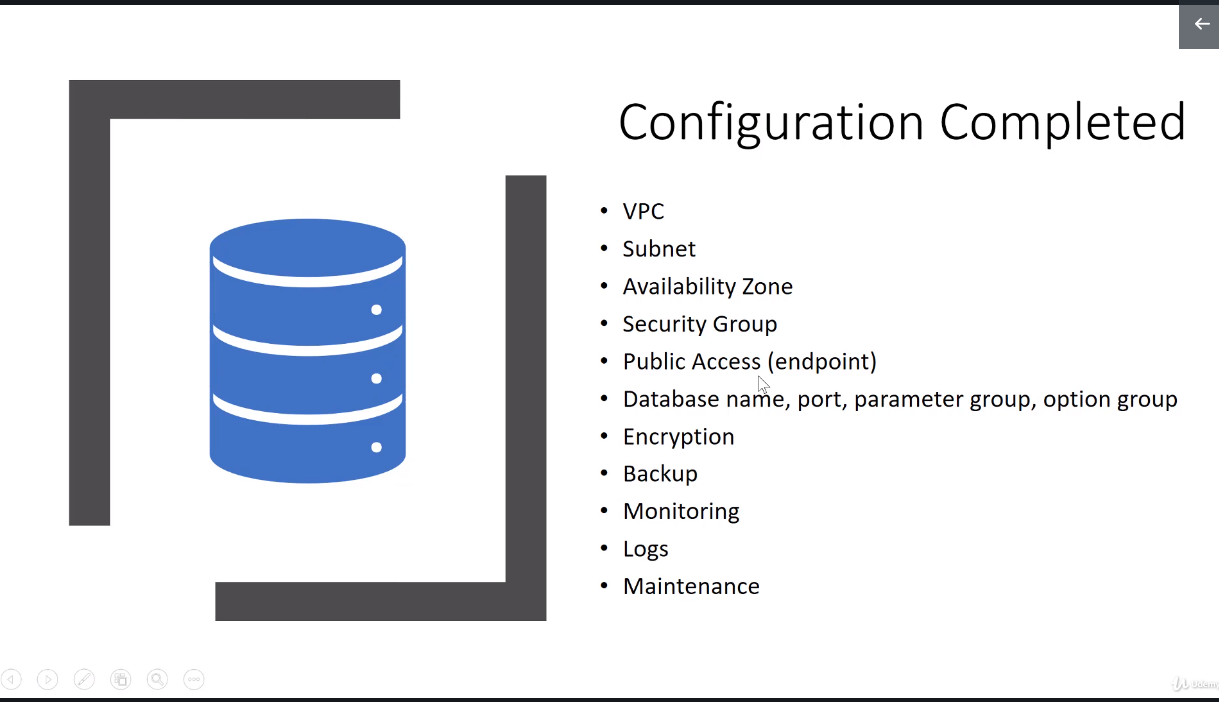 Configuration Completed
• VPC
• Subnet
• Availability Zone
• Security Group
• Public Access (endpoint)
• Database name, port, parameter group, option group
• Encryption
• Backup
• Monitoring
• Logs
• Maintenance
Udemy